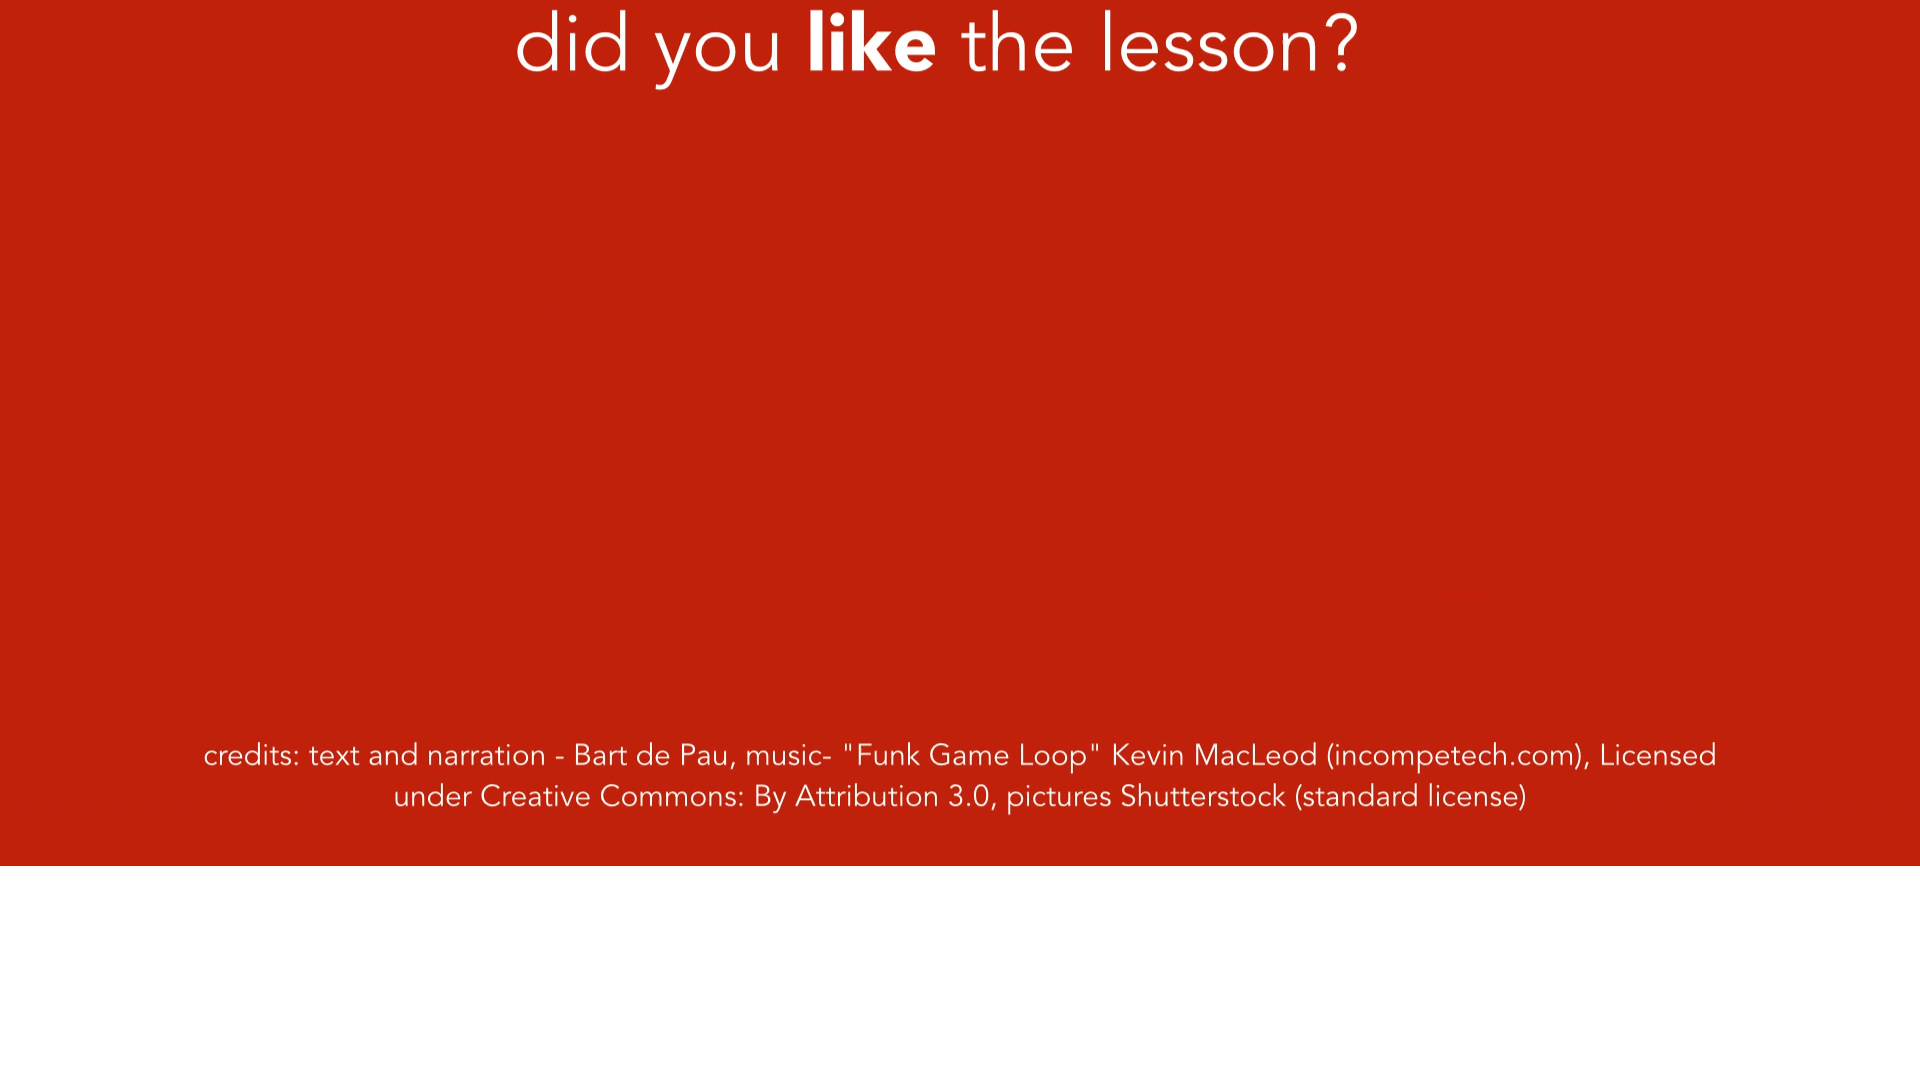 did you like the lesson?
credits: text and narration - Bart de Pau, music- "Funk Game Loop" Kevin MacLeod (incompetech.com), Licensed
under Creative Commons: By Attribution 3.0, pictures Shutterstock (standard license)